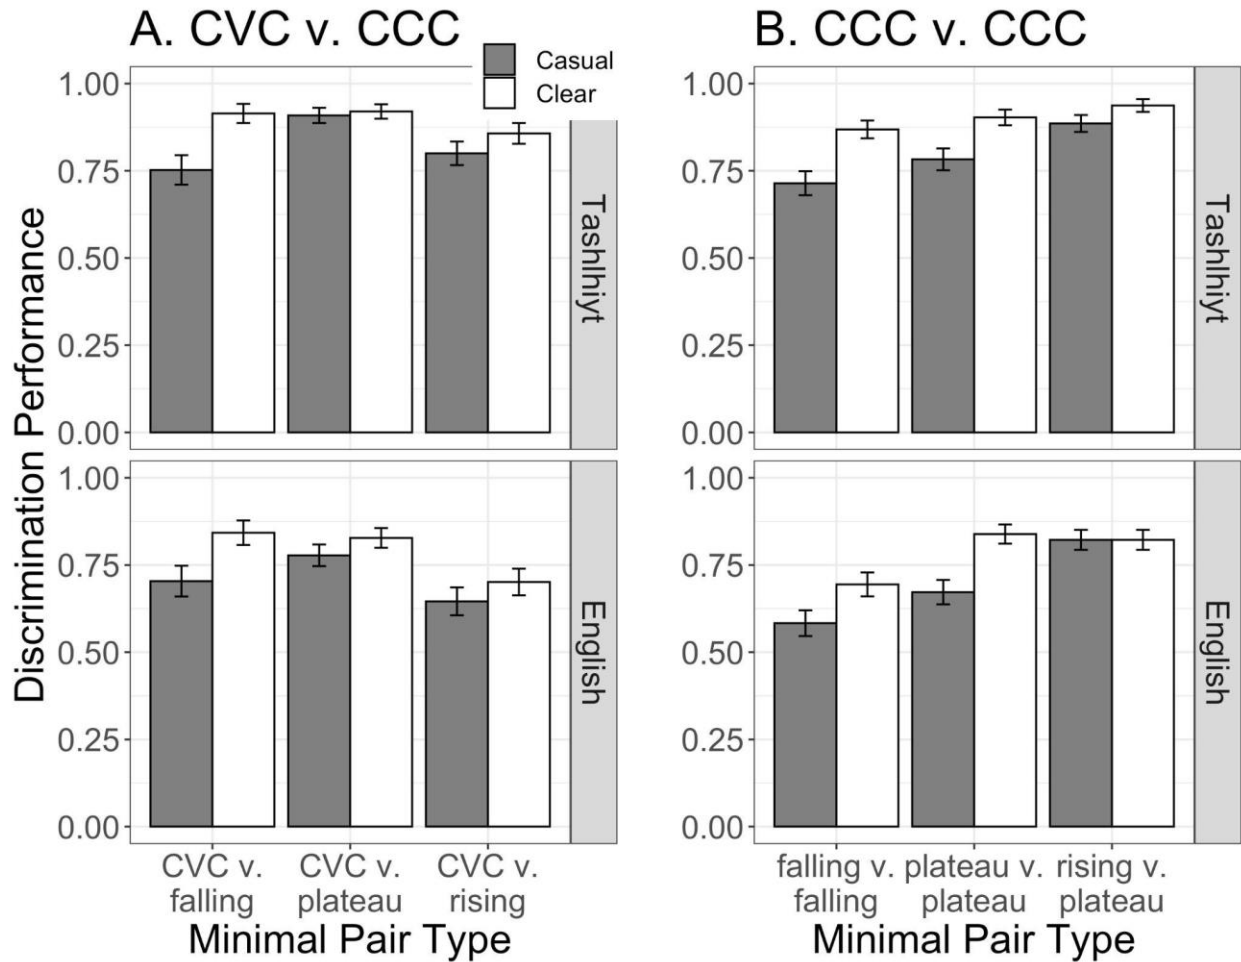 A. CVC v. CCC
Casual
Clear
B. CCC v. CCC
Discrimination Performance
1.00
0.75
0.50
0.25
0.00
Tashlhiyt
1.00
0.75
0.50
0.25
0.00
English
CVC v.
falling
CVC v.
plateau
CVC v.
rising
Minimal Pair Type
1.00
0.75
0.50
0.25
0.00
Tashlhiyt
1.00
0.75
0.50
0.25
0.00
English
falling v.
falling
plateau v.
plateau
rising v.
plateau
Minimal Pair Type